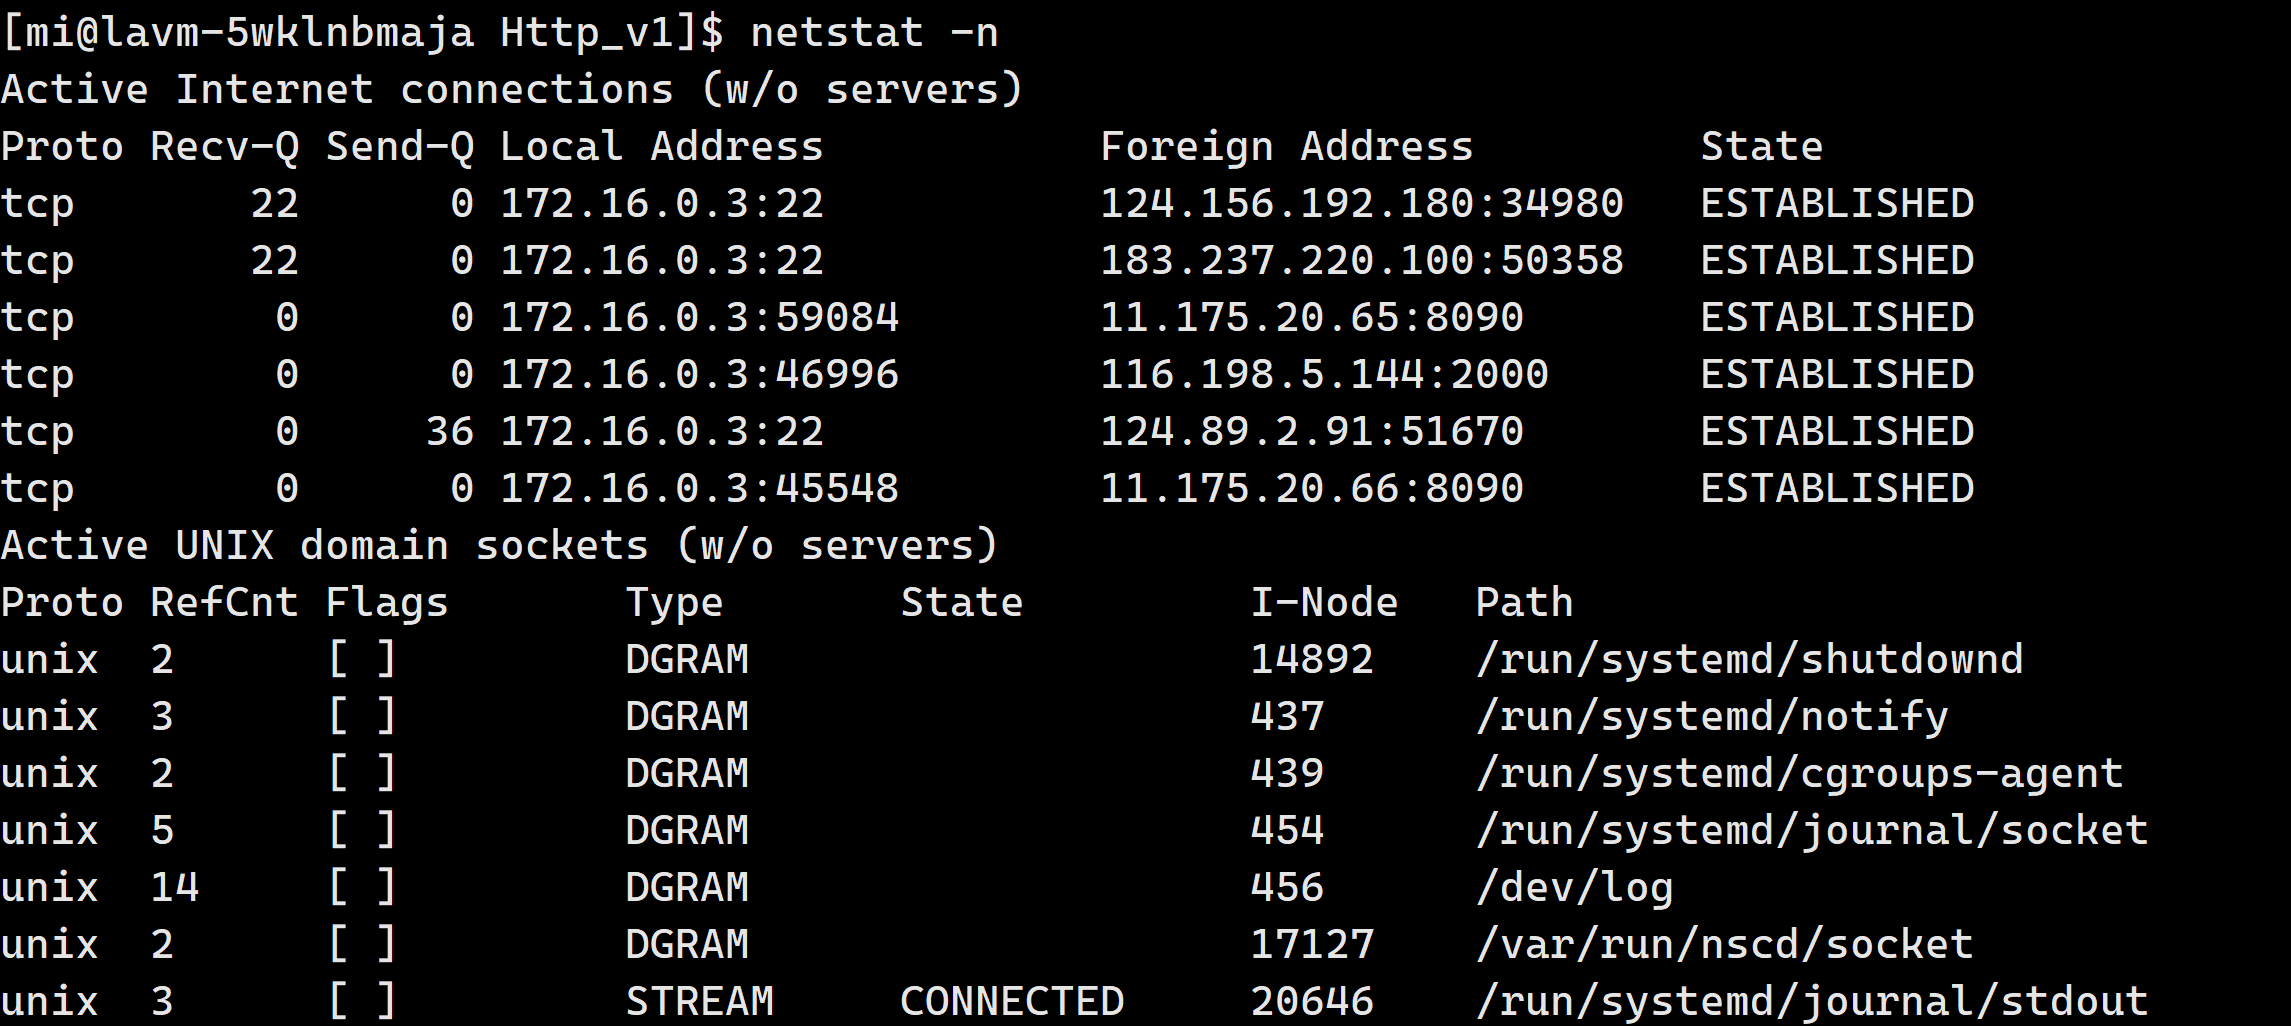 [mi@lavm-5wklnbmaja Http_v1]$ netstat -n
Active Internet connections (w/o servers)
Proto Recv-Q Send-Q Local Address           Foreign Address         State
tcp       22      0 172.16.0.3:22           124.156.192.180:34980   ESTABLISHED
tcp       22      0 172.16.0.3:22           183.237.220.100:50358   ESTABLISHED
tcp        0      0 172.16.0.3:59084        11.175.20.65:8090       ESTABLISHED
tcp        0      0 172.16.0.3:46996        116.198.5.144:2000      ESTABLISHED
tcp        0     36 172.16.0.3:22           124.89.2.91:51670       ESTABLISHED
tcp        0      0 172.16.0.3:45548        11.175.20.66:8090       ESTABLISHED
Active UNIX domain sockets (w/o servers)
Proto RefCnt Flags       Type       State         I-Node   Path
unix  2      [ ]         DGRAM                    14892    /run/systemd/shutdownd
unix  3      [ ]         DGRAM                    437      /run/systemd/notify
unix  2      [ ]         DGRAM                    439      /run/systemd/cgroups-agent
unix  5      [ ]         DGRAM                    454      /run/systemd/journal/socket
unix  14     [ ]         DGRAM                    456      /dev/log
unix  2      [ ]         DGRAM                    17127    /var/run/nscd/socket
unix  3      [ ]         STREAM     CONNECTED     20646    /run/systemd/journal/stdout